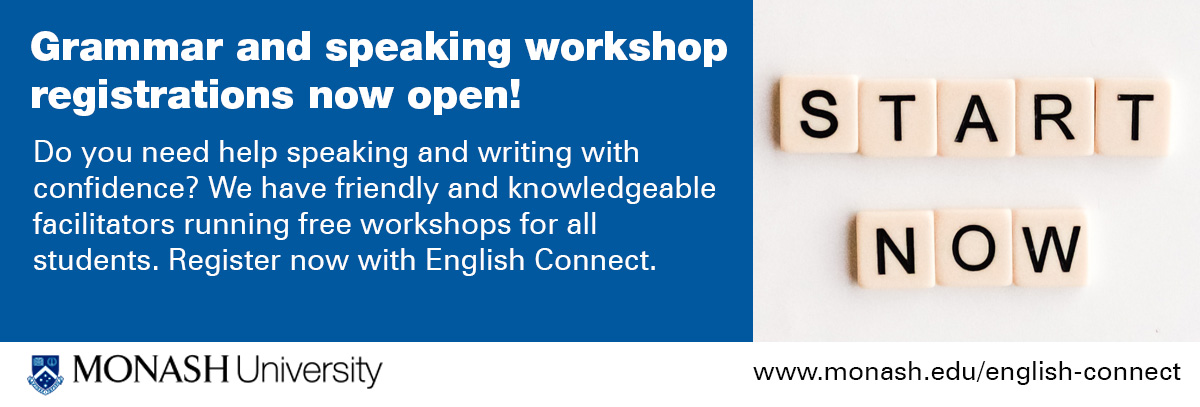 Grammar and speaking workshop
registrations now open!
Do you need help speaking and writing with
confidence? We have friendly and knowledgeable
facilitators running free workshops for all
students. Register now with English Connect.
START
NOW
MONASH University
www.monash.edu/english-connect